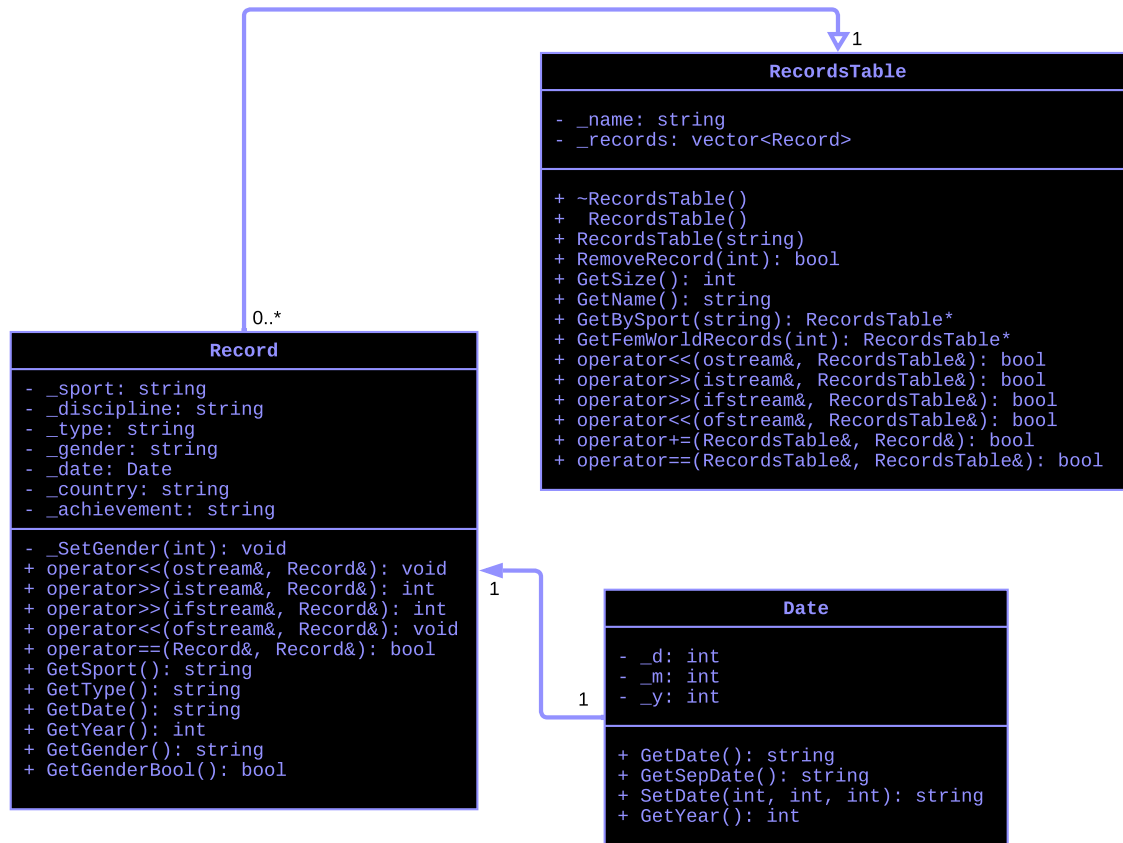 1
RecordsTable
- _name: string
- _records: vector<Record>
+ ~RecordsTable()
+  RecordsTable()
+ RecordsTable(string)
+ RemoveRecord(int): bool
+ GetSize(): int
+ GetName(): string
+ GetBySport(string): RecordsTable*
+ GetFemWorldRecords(int): RecordsTable*
+ operator<<(ostream&, RecordsTable&): bool
+ operator>>(istream&, RecordsTable&): bool
+ operator>>(ifstream&, RecordsTable&): bool
+ operator<<(ofstream&, RecordsTable&): bool
+ operator+=(RecordsTable&, Record&): bool
+ operator==(RecordsTable&, RecordsTable&): bool
0..*
Record
- _sport: string
- _discipline: string
- _type: string
- _gender: string
- _date: Date
- _country: string
- _achievement: string
- _SetGender(int): void
+ operator<<(ostream&, Record&): void
+ operator>>(istream&, Record&): int
+ operator>>(ifstream&, Record&): int
+ operator<<(ofstream&, Record&): void
+ operator==(Record&, Record&): bool
+ GetSport(): string
+ GetType(): string
+ GetDate(): string
+ GetYear(): int
+ GetGender(): string
+ GetGenderBool(): bool
1
1
Date
- _d: int
- _m: int
- _y: int
+ GetDate(): string
+ GetSepDate(): string
+ SetDate(int, int, int): string
+ GetYear(): int